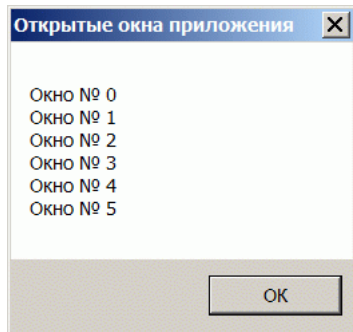 Открытые окна приложения
Окно № 0
Окно № 1
Окно № 2
Окно № 3
Окно № 4
Окно № 5
ОК